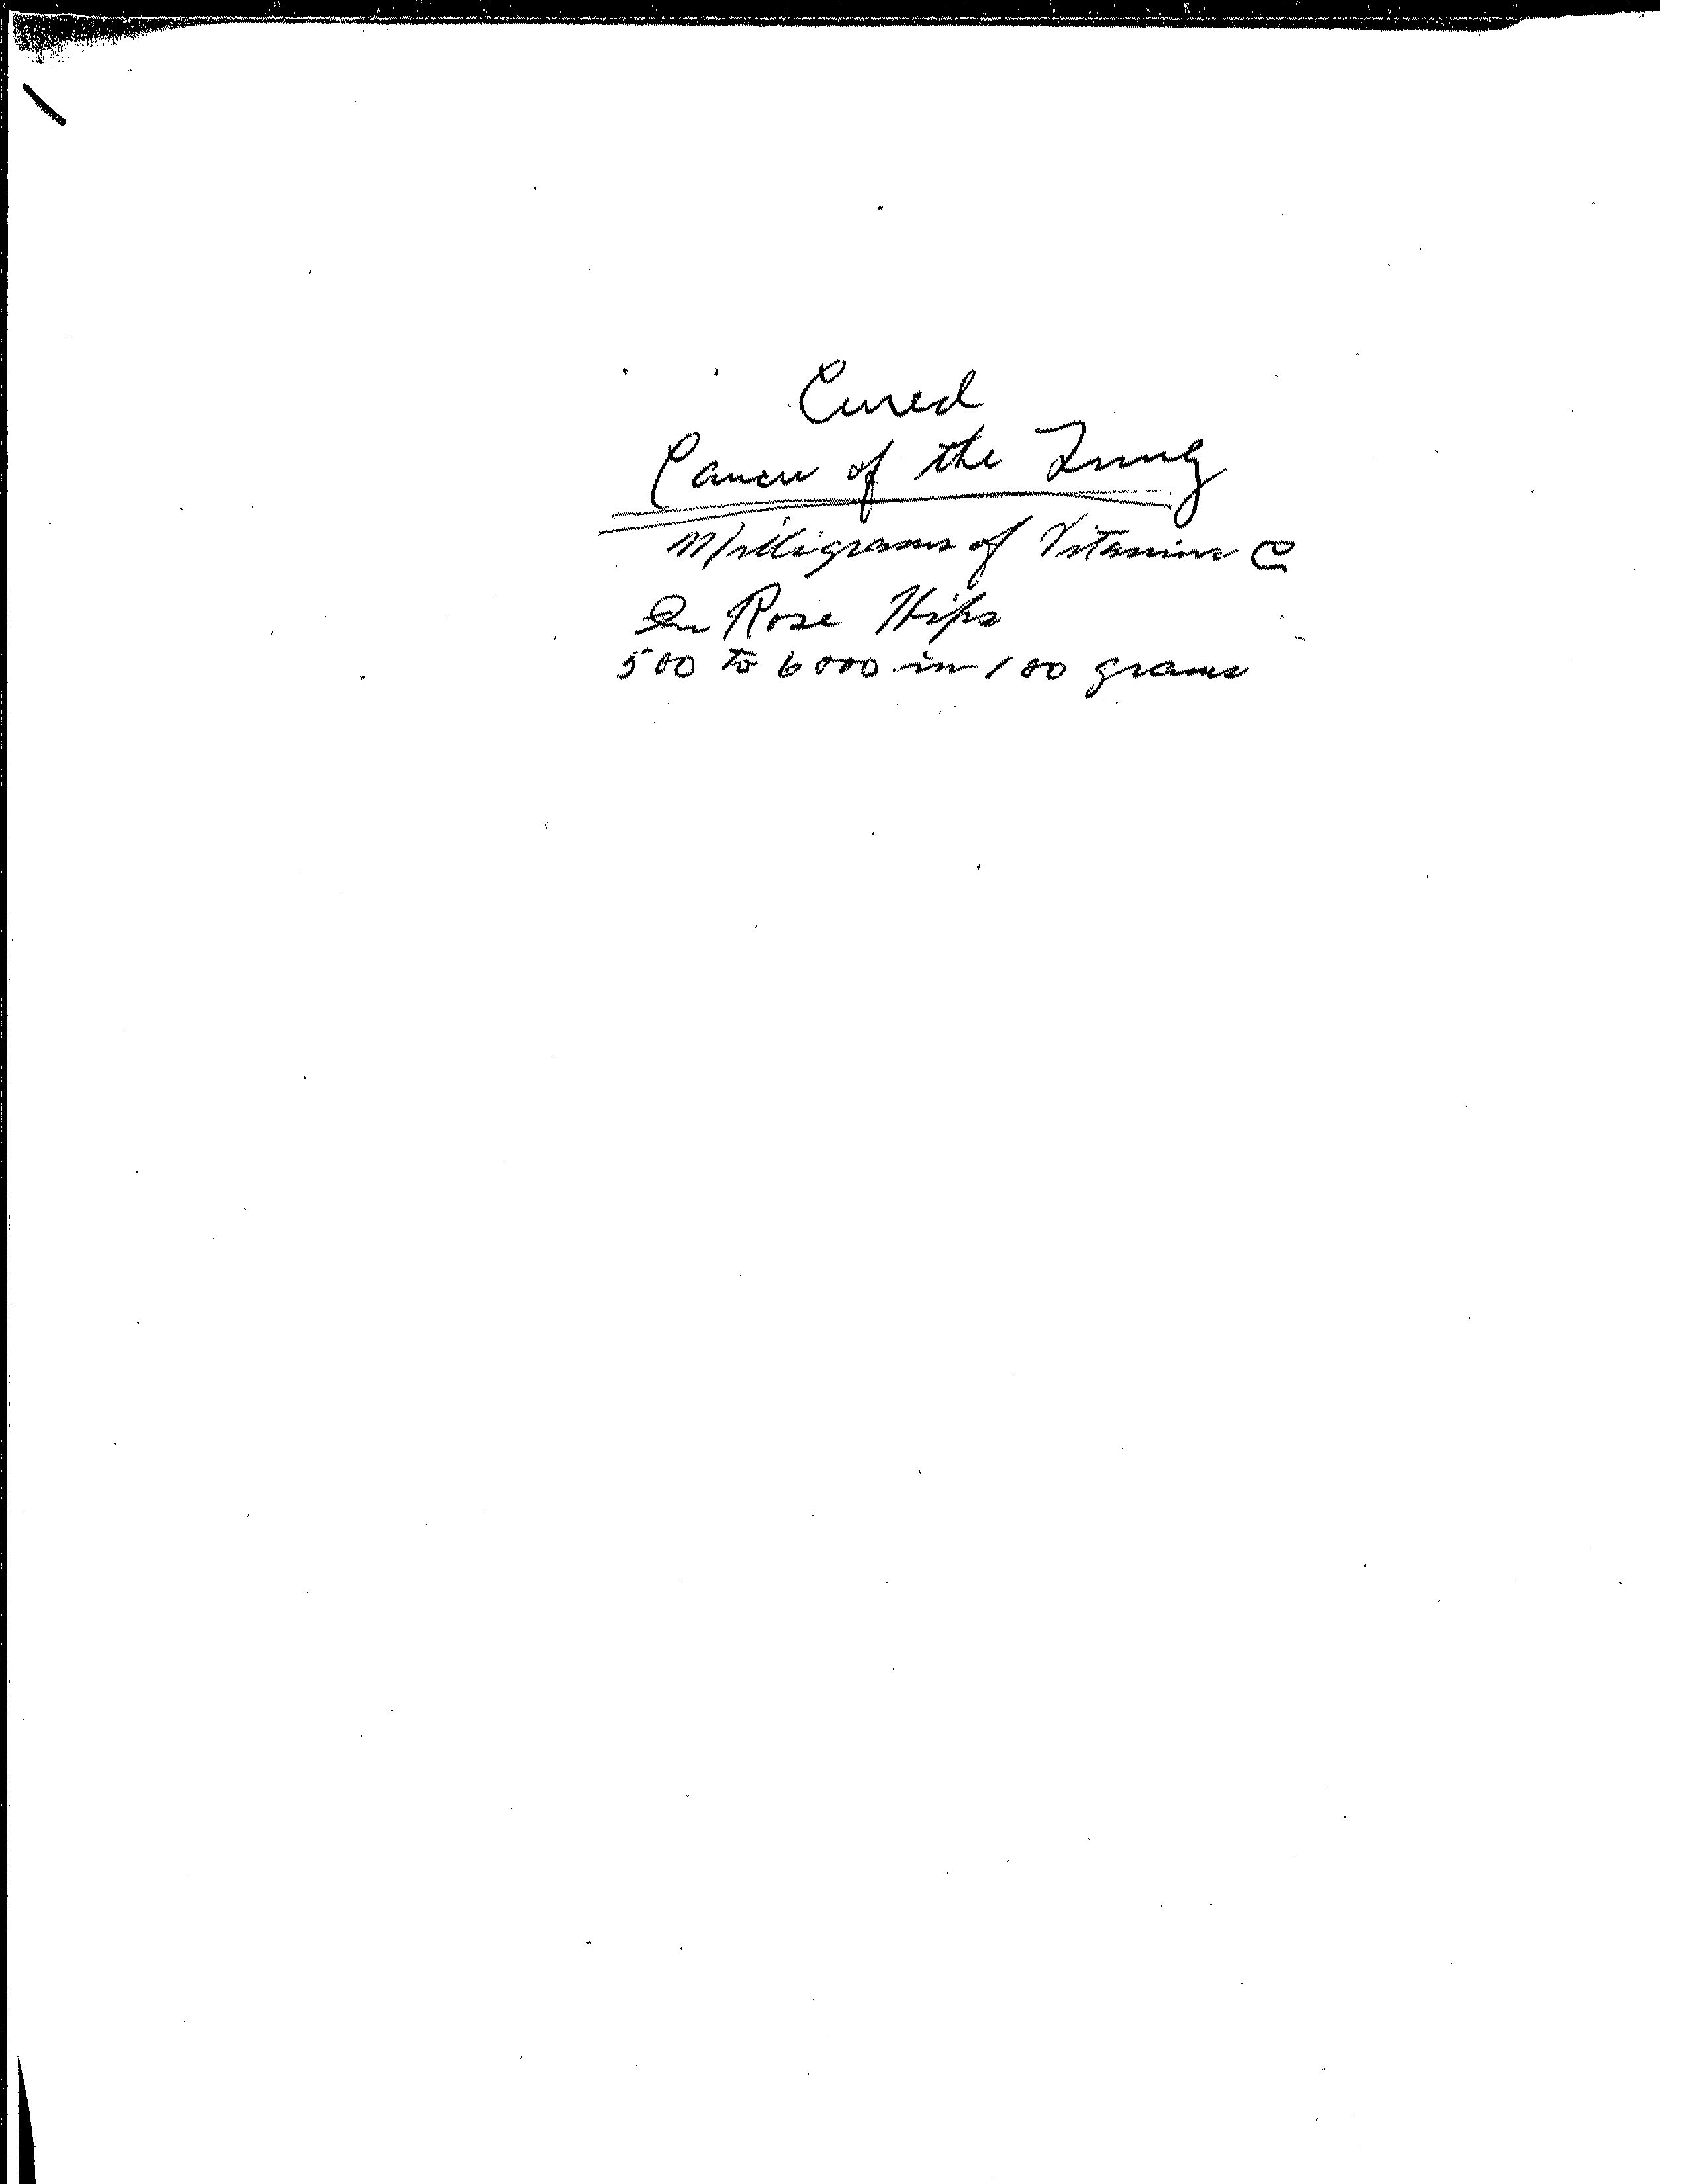 Cured
Cancer of the Lung
Milligrams of Vitamin C
In Rose Hips
500 to 6000 in 100 grams